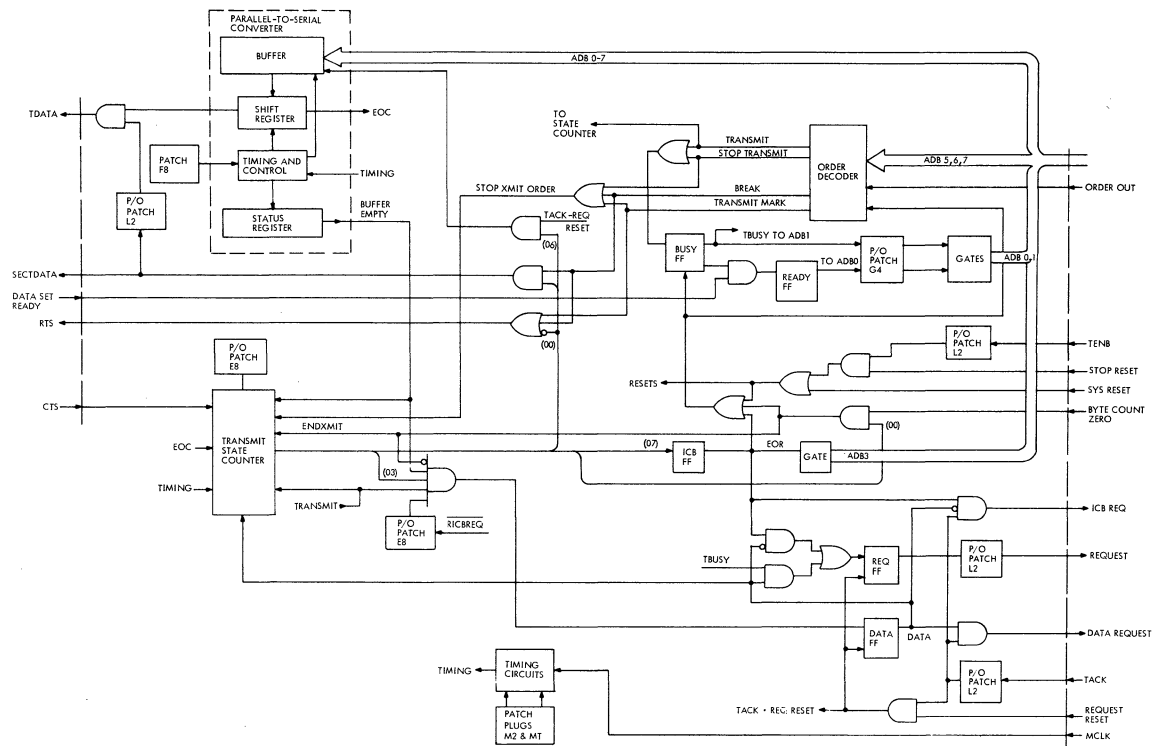 PARALLEL-TO-SERIAL
CONVERTER
BUFFER
ADB 0-7
TDATA
SHIFT
REGISTER
EOC
TO
STATE
COUNTER
TRANSMIT
STOP TRANSMIT
ORDER
DECODER
ADB 5,6,7
PATCH
F8
TIMING AND
CONTROL
TIMING
STOP XMIT ORDER
BREAK
ORDER OUT
P/O
PATCH
L2
BUFFER
EMPTY
STATUS
REGISTER
TACK-REQ
RESET
TRANSMIT MARK
(06)
TBUSY TO ADB1
BUSY
FF
TO ADB0
P/O
PATCH
G4
GATES
ADB 0,1
READY
FF
SECTDATA
DATA SET
READY
RTS
(00)
P/O
PATCH
E8
P/O
PATCH
L2
TENB
STOP RESET
RESETS
SYS RESET
CTS
BYTE COUNT
ZERO
(00)
ENDXMIT
TRANSMIT
STATE
COUNTER
EOC
(07)
ICB
FF
EOR
GATE
ADB3
(03)
TIMING
TRANSMIT
P/O
PATCH
E8
RICBREQ
ICB REQ
TBUSY
REQ
FF
P/O
PATCH
L2
REQUEST
DATA
FF
DATA
DATA REQUEST
TIMING
TIMING
CIRCUITS
P/O
PATCH
L2
TACK
PATCH
PLUGS
M2 & MT
TACK • REQ RESET
REQUEST
RESET
MCLK